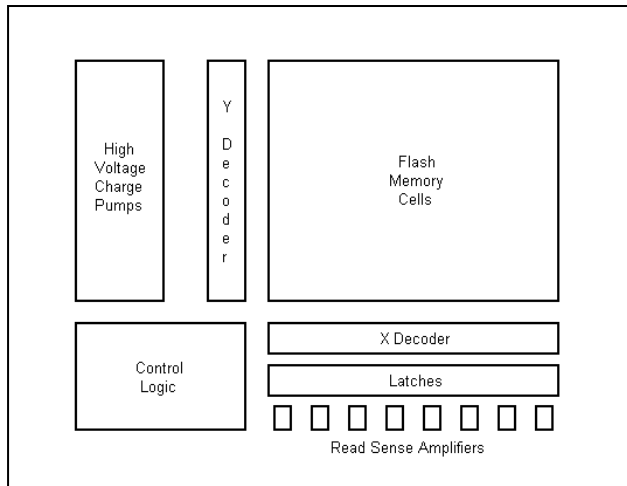 High
Voltage
Charge
Pumps
Y
D
e
c
o
d
e
r
Flash
Memory
Cells
Control
Logic
X Decoder
Latches
Read Sense Amplifiers